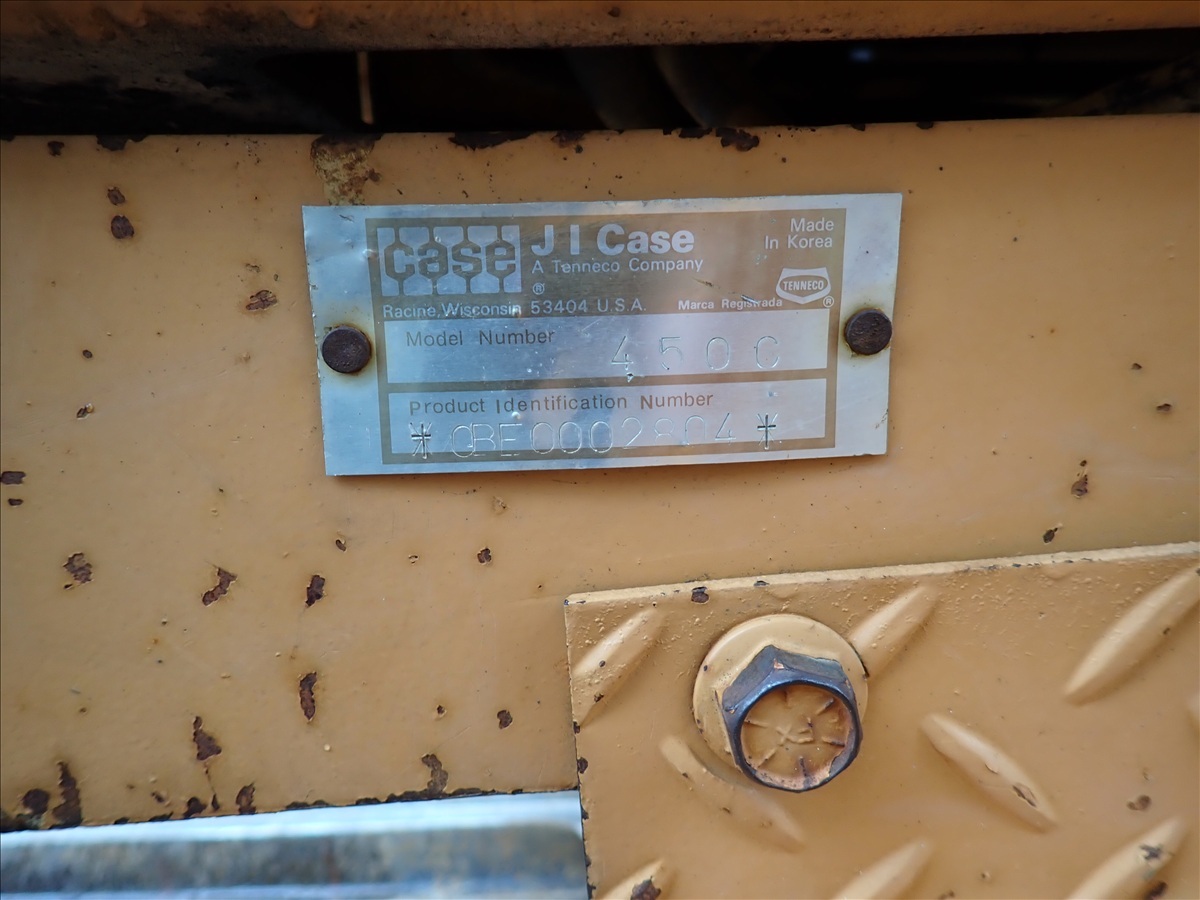 case
J I Case
A Tenneco Company
®
Made
In Korea
TENNECO
®
Racine, Wisconsin 53404 U.S.A.
Marca Registrada
Model Number
450C
Product Identification Number
*CBE0002804*